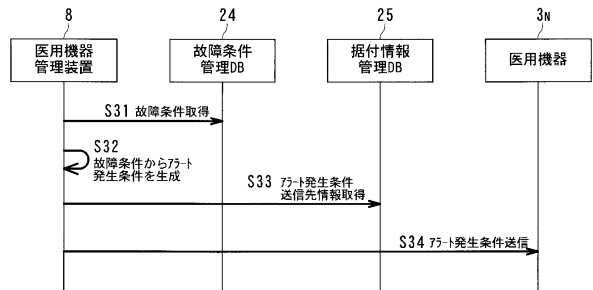 8
24
25
3N
医用機器
管理装置
故障条件
管理DB
据付情報
管理DB
医用機器
S31 故障条件取得
S32
故障条件からｱﾗｰﾄ
発生条件を生成
S33 ｱﾗｰﾄ発生条件
送信先情報取得
S34 ｱﾗｰﾄ発生条件送信